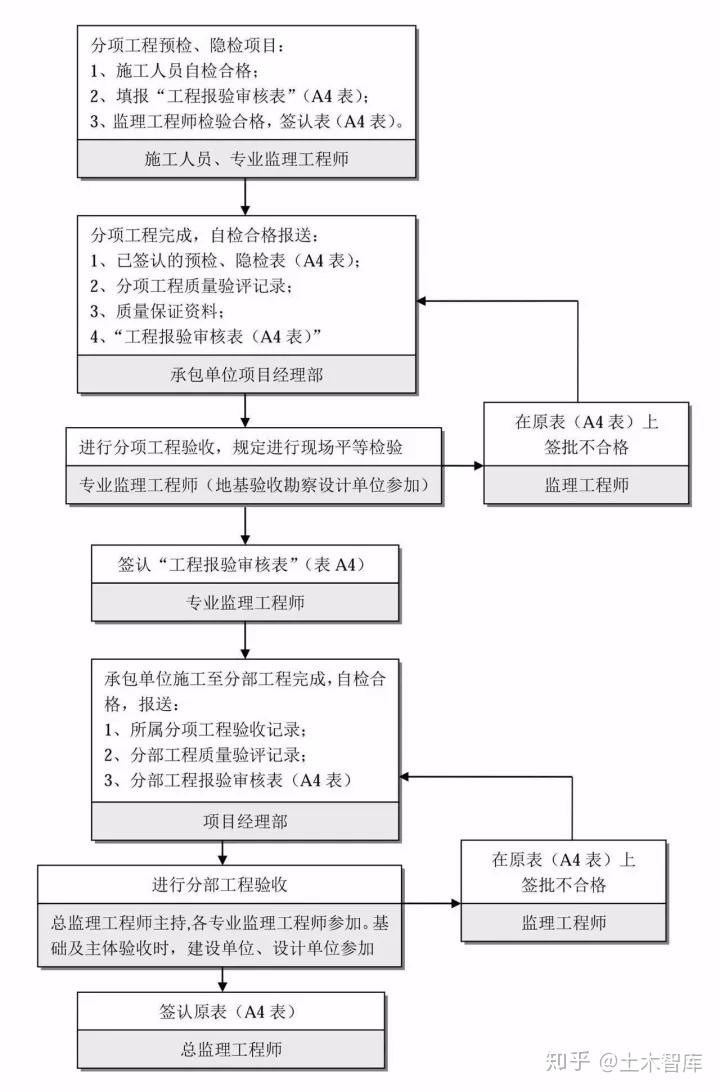 分项工程预检、隐检项目：
1、施工人员自检合格；
2、填报“工程报验审核表”（A4 表）；
3、监理工程师检验合格，签认表（A4 表）。
施工人员、专业监理工程师
分项工程完成，自检合格报送：
1、已签认的预检、隐检表（A4 表）；
2、分项工程质量验评记录；
3、质量保证资料；
4、“工程报验审核表（A4 表）”
承包单位项目经理部
进行分项工程验收，规定进行现场平等检验
专业监理工程师（地基验收勘察设计单位参加）
在原表（A4 表）上
签批不合格
监理工程师
签认“工程报验审核表”（表 A4）
专业监理工程师
承包单位施工至分部工程完成，自检合
格，报送：
1、所属分项工程验收记录；
2、分部工程质量验评记录；
3、分部工程报验审核表（A4 表）
项目经理部
进行分部工程验收
总监理工程师主持,各专业监理工程师参加。基
础及主体验收时，建设单位、设计单位参加
在原表（A4 表）上
签批不合格
监理工程师
签认原表（A4 表）
总监理工程师
知乎 @土木智库